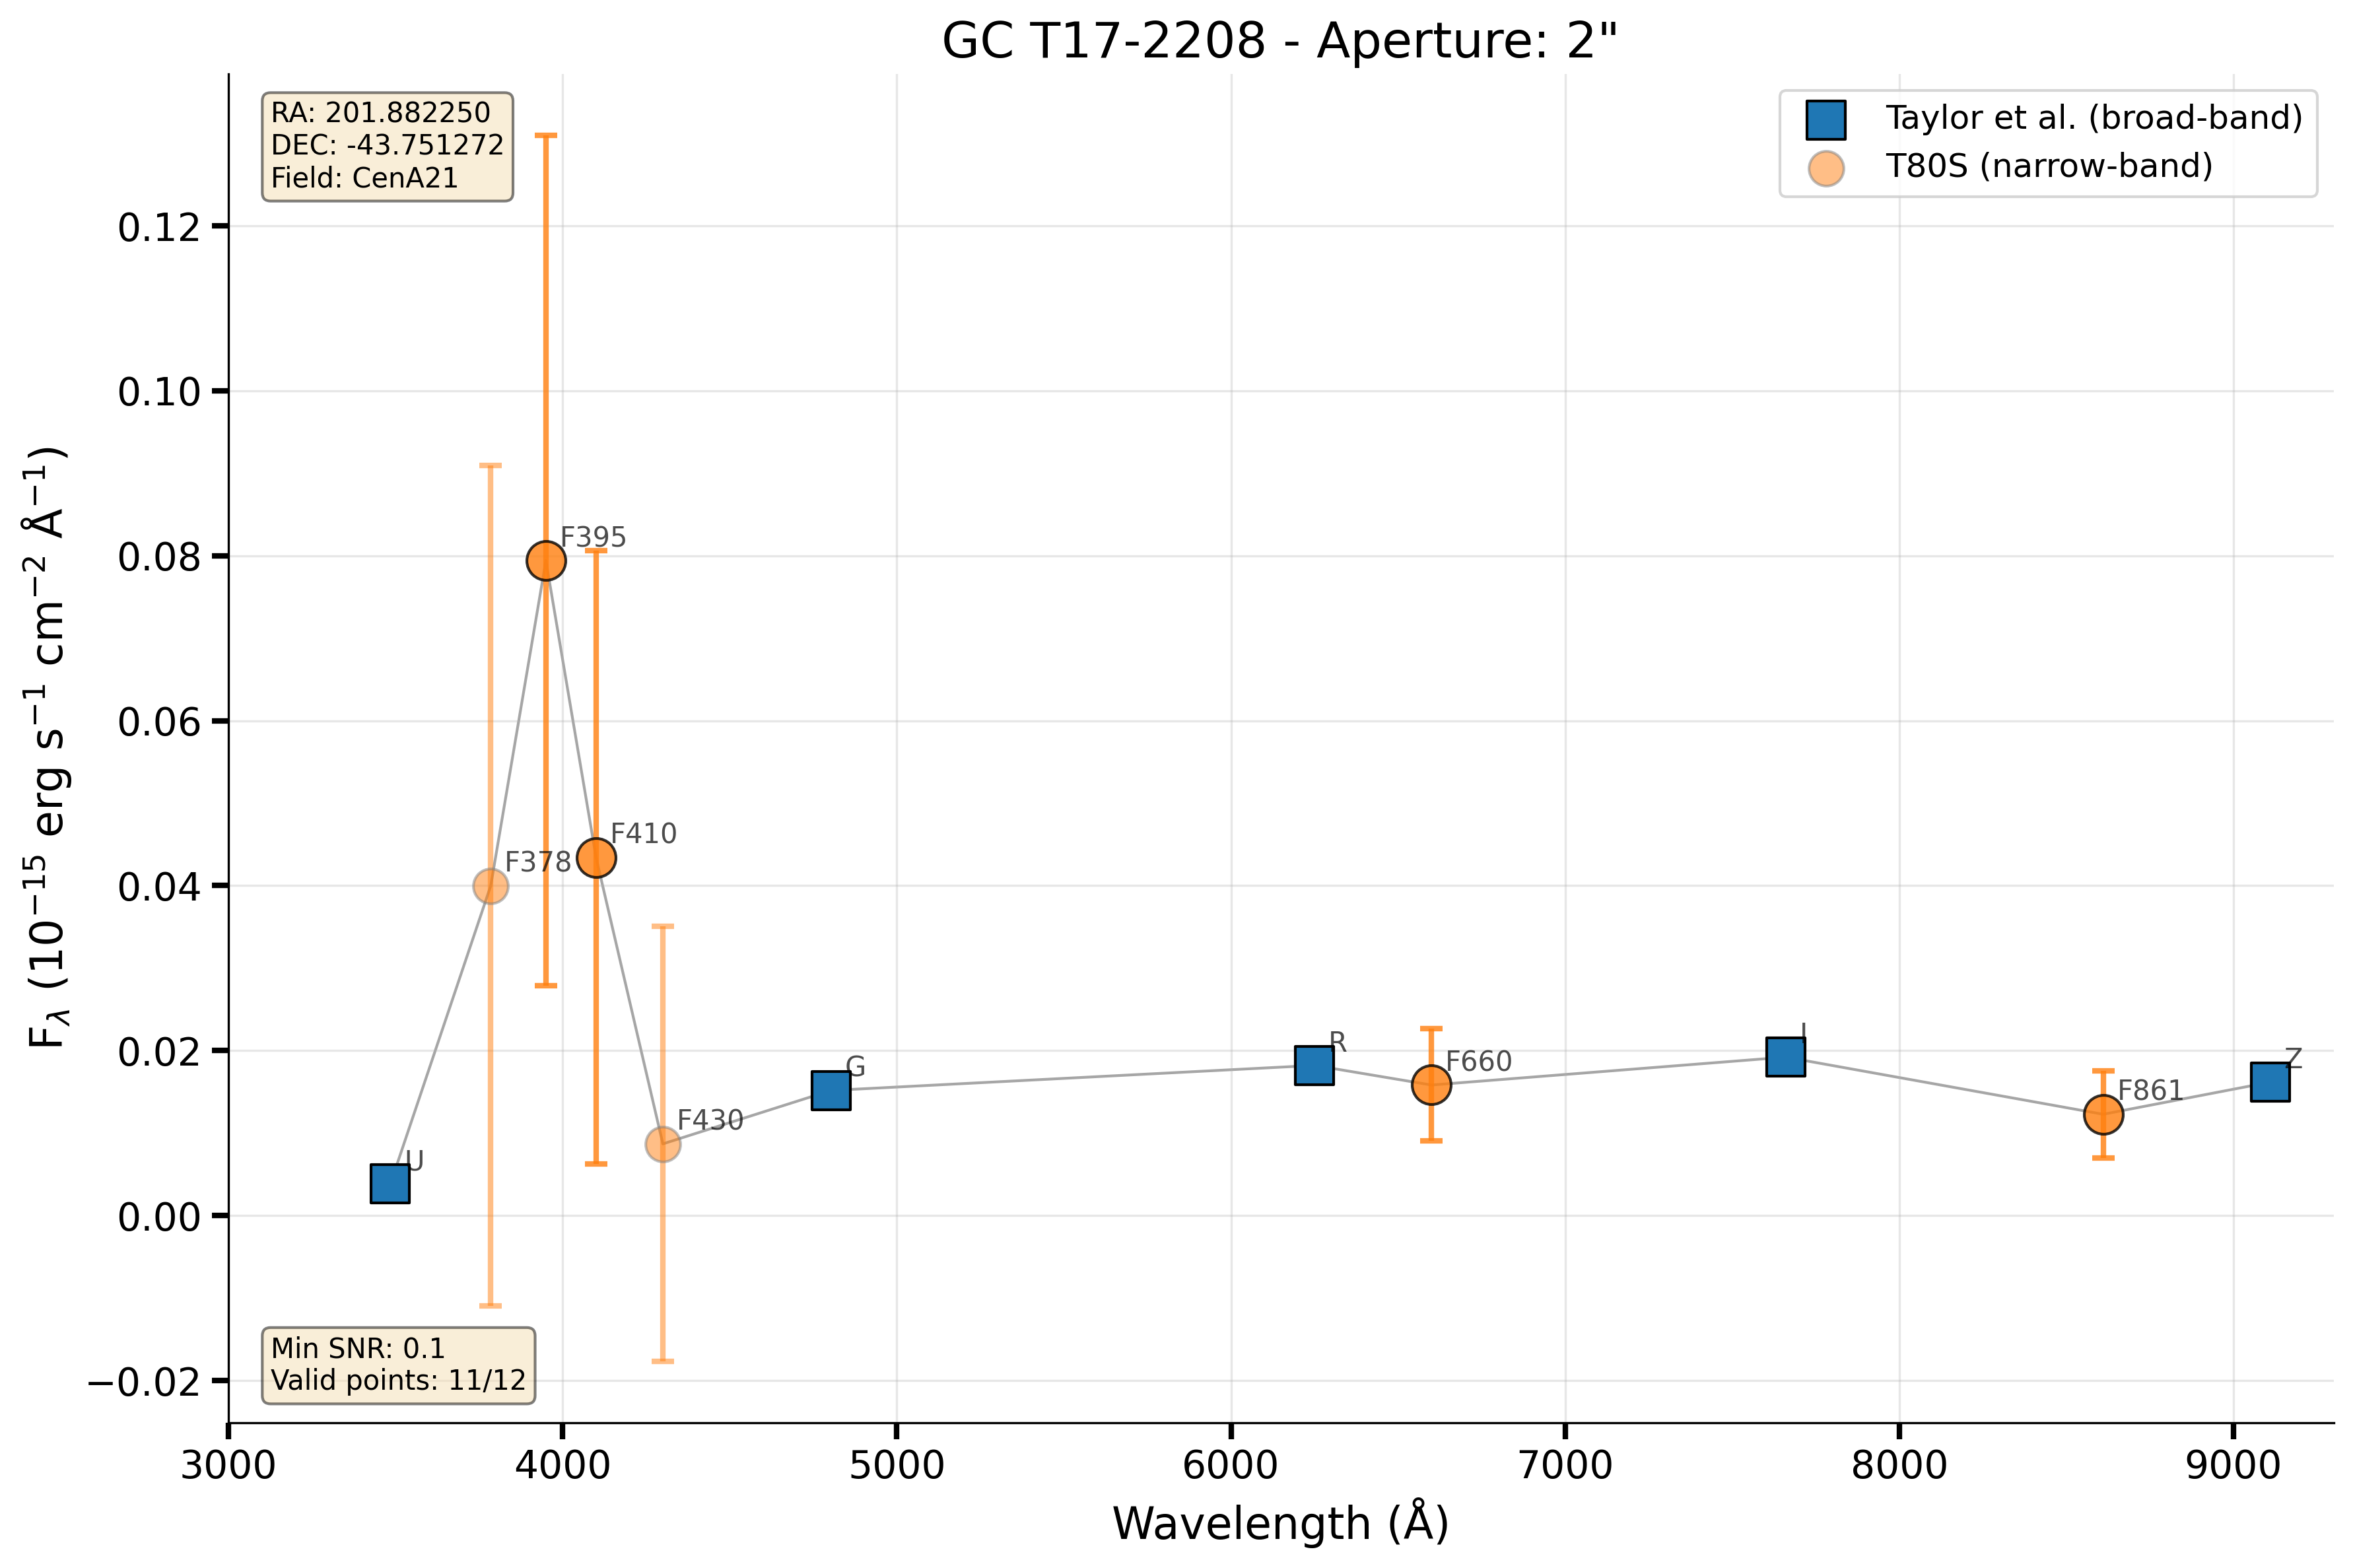 GC T17-2208 - Aperture: 2"
RA: 201.882250
DEC: -43.751272
Field: CenA21
Taylor et al. (broad-band)
T80S (narrow-band)
F_λ (10^−15 erg s^−1 cm^−2 Å^−1)
0.12
0.10
0.08
0.06
0.04
0.02
0.00
−0.02
F395
F410
F378
F430
U
G
R
F660
I
F861
Z
Min SNR: 0.1
Valid points: 11/12
3000 4000 5000 6000 7000 8000 9000
Wavelength (Å)